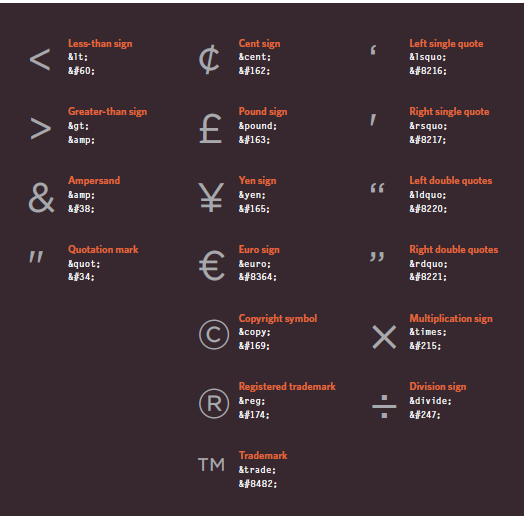 <
Less-than sign
&lt;
&#60;
>
Greater-than sign
&gt;
&amp;
&
Ampersand
&amp;
&#38;
"
Quotation mark
&quot;
&#34;
¢
Cent sign
&cent;
&#162;
£
Pound sign
&pound;
&#163;
¥
Yen sign
&yen;
&#165;
€
Euro sign
&euro;
&#8364;
©
Copyright symbol
&copy;
&#169;
®
Registered trademark
&reg;
&#174;
™
Trademark
&trade;
&#8482;
‘
Left single quote
&lsquo;
&#8216;
'
Right single quote
&rsquo;
&#8217;
“
Left double quotes
&ldquo;
&#8220;
”
Right double quotes
&rdquo;
&#8221;
×
Multiplication sign
&times;
&#215;
÷
Division sign
&divide;
&#247;